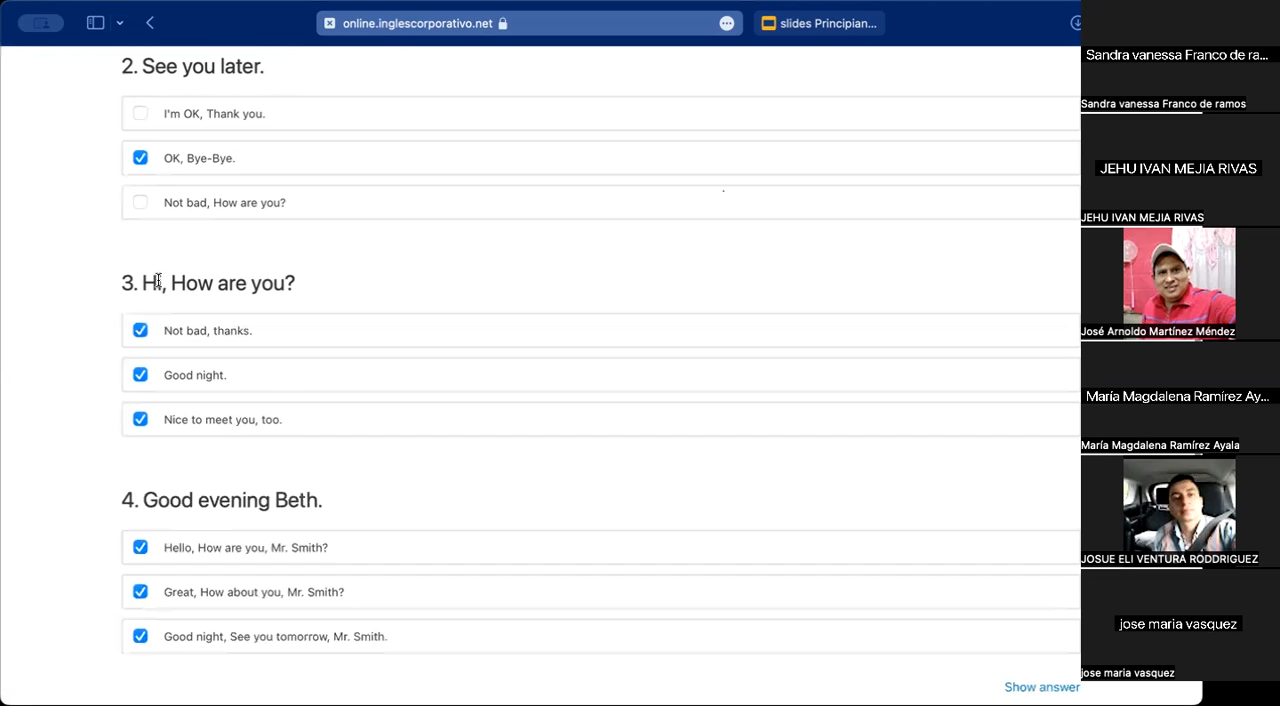 online.inglescorporativo.net
slides Principian...
2. See you later.
I'm OK, Thank you.
OK, Bye-Bye.
Not bad, How are you?
3. Hi, How are you?
Not bad, thanks.
Good night.
Nice to meet you, too.
4. Good evening Beth.
Hello, How are you, Mr. Smith?
Great, How about you, Mr. Smith?
Good night, See you tomorrow, Mr. Smith.
Show answer
Sandra vanessa Franco de ra...
Sandra vanessa Franco de ramos
JEHU IVAN MEJIA RIVAS
JEHU IVAN MEJIA RIVAS
José Arnoldo Martínez Méndez
María Magdalena Ramírez Ay...
María Magdalena Ramírez Ayala
JOSUE ELI VENTURA RODDRIGUEZ
jose maria vasquez
jose maria vasquez